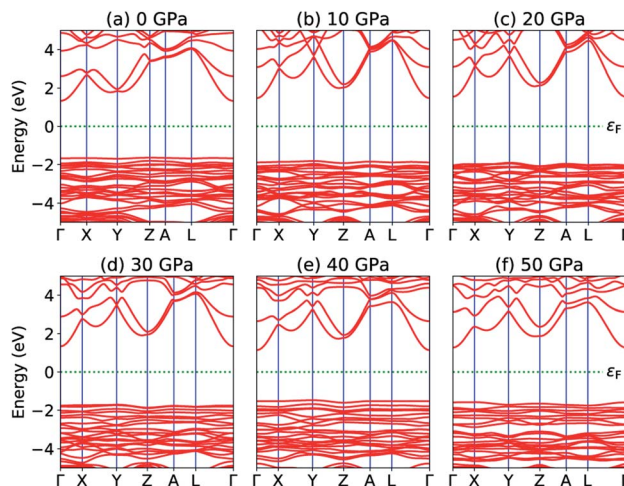 (a) 0 GPa (b) 10 GPa (c) 20 GPa
Energy (eV)
4
2
0
−2
−4
εF
Γ X Y Z A L Γ
Γ X Y Z A L Γ
Γ X Y Z A L Γ
(d) 30 GPa (e) 40 GPa (f) 50 GPa
Energy (eV)
4
2
0
−2
−4
εF
Γ X Y Z A L Γ
Γ X Y Z A L Γ
Γ X Y Z A L